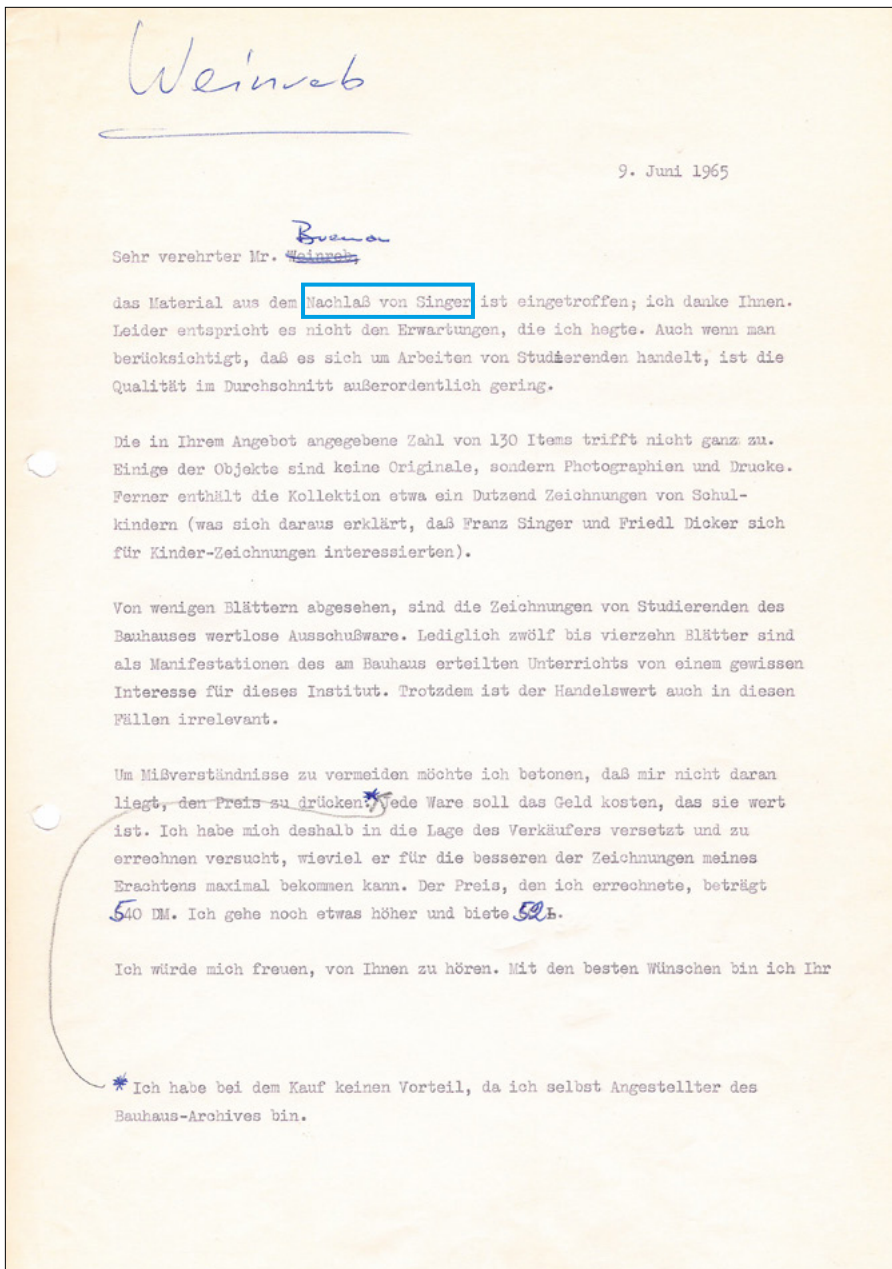 Weinreb
9. Juni 1965
Sehr verehrter Mr. Weinreb,
das Material aus dem Nachlaß von Singer ist eingetroffen; ich danke Ihnen.
Leider entspricht es nicht den Erwartungen, die ich hegte. Auch wenn man
berücksichtigt, daß es sich um Arbeiten von Studierenden handelt, ist die
Qualität im Durchschnitt außerordentlich gering.
Die in Ihrem Angebot angegebene Zahl von 130 Items trifft nicht ganz zu.
Einige der Objekte sind keine Originale, sondern Photographien und Drucke.
Ferner enthält die Kollektion etwa ein Dutzend Zeichnungen von Schul-
kindern (was sich daraus erklärt, daß Franz Singer und Friedl Dicker sich
für Kinder-Zeichnungen interessierten).
Von wenigen Blättern abgesehen, sind die Zeichnungen von Studierenden des
Bauhauses wertlose Ausschußware. Lediglich zwölf bis vierzehn Blätter sind
als Manifestationen des am Bauhaus erteilten Unterrichts von einem gewissen
Interesse für dieses Institut. Trotzdem ist der Handelswert auch in diesen
Fällen irrelevant.
Um Mißverständnisse zu vermeiden möchte ich betonen, daß mir nicht daran
liegt, den Preis zu drücken.* Jede Ware soll das Geld kosten, das sie wert
ist. Ich habe mich deshalb in die Lage des Verkäufers versetzt und zu
errechnen versucht, wieviel er für die besseren der Zeichnungen meines
Erachtens maximal bekommen kann. Der Preis, den ich errechnete, beträgt
540 DM. Ich gehe noch etwas höher und biete 52 £.
Ich würde mich freuen, von Ihnen zu hören. Mit den besten Wünschen bin ich Ihr
* Ich habe bei dem Kauf keinen Vorteil, da ich selbst Angestellter des
Bauhaus-Archives bin.